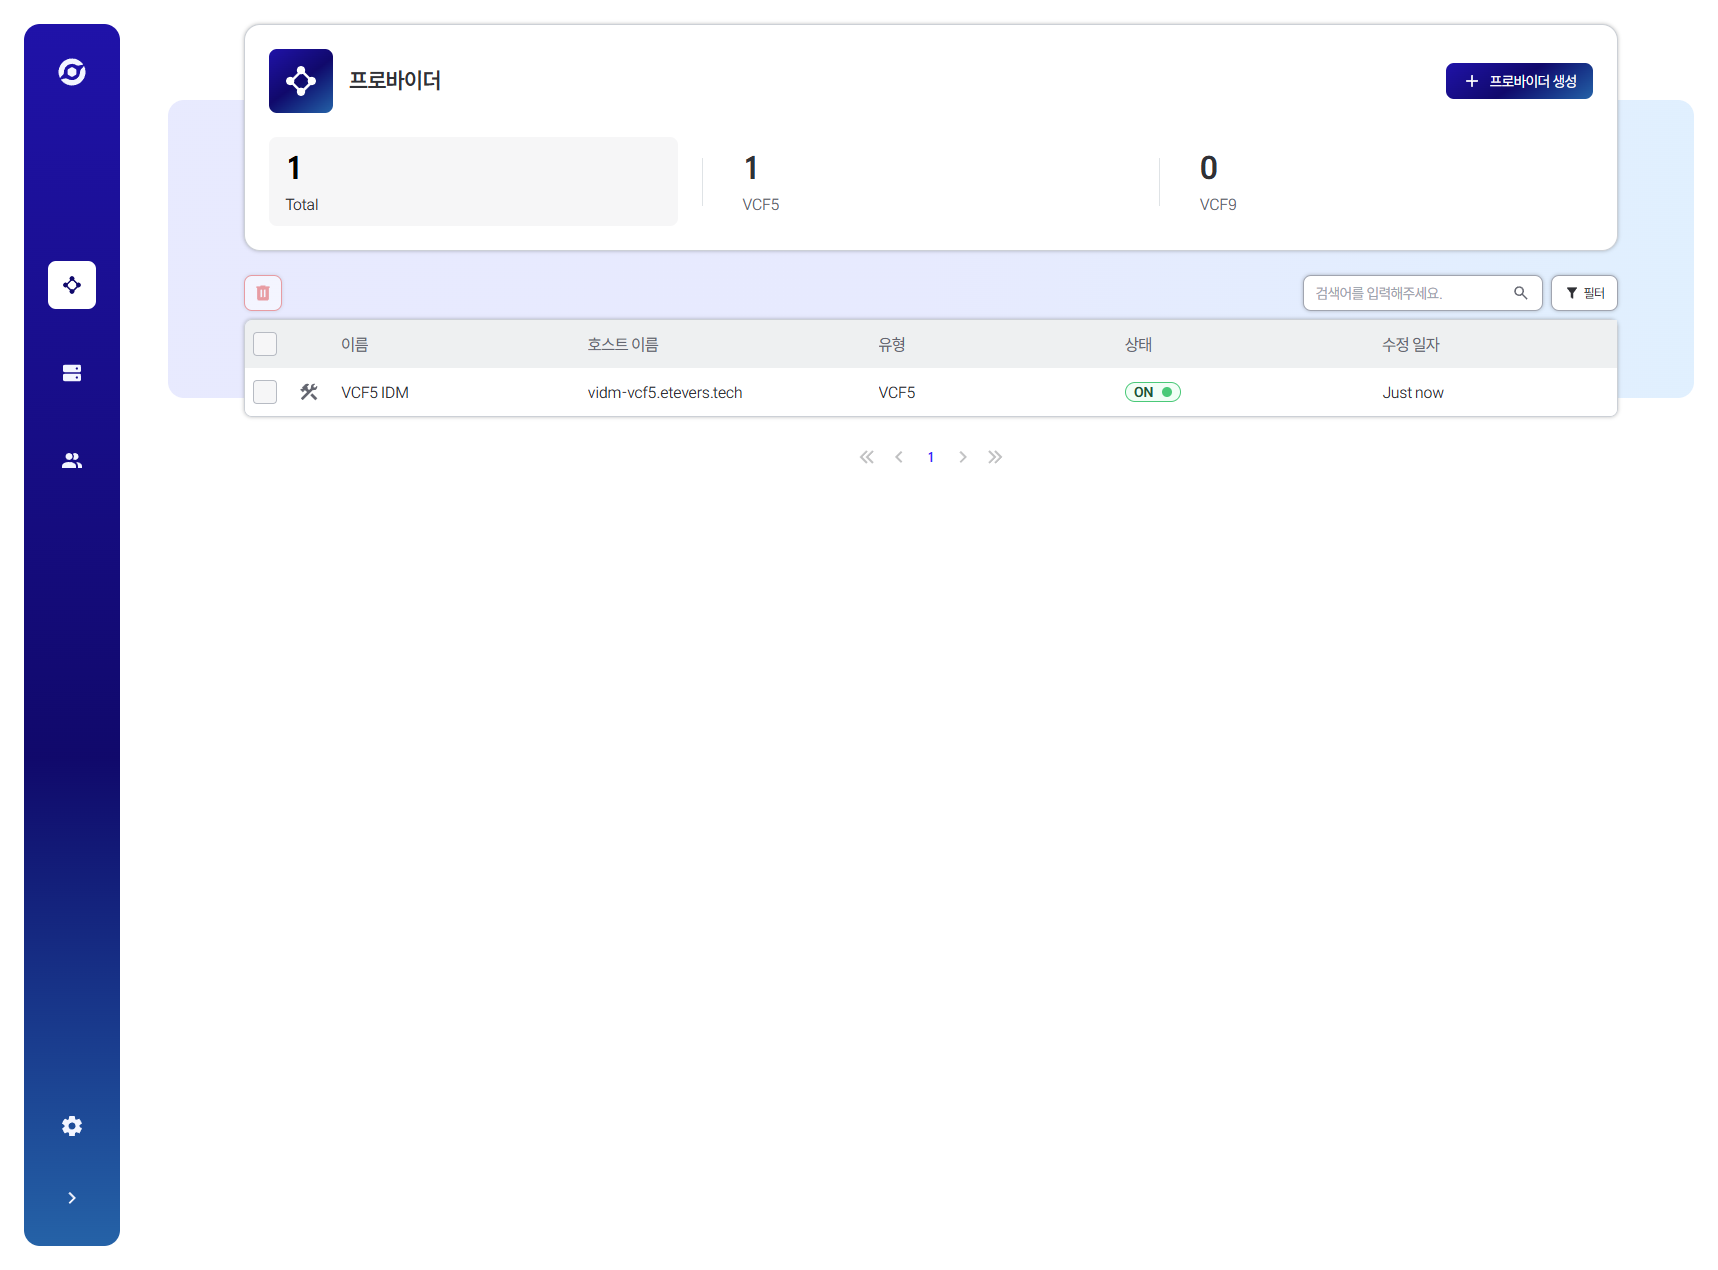 프로바이더
프로바이더 생성
1
Total
1
VCF5
0
VCF9
검색어를 입력해주세요.
필터
이름 호스트 이름 유형 상태 수정 일자
VCF5 IDM vidm-vcf5.etevers.tech VCF5 ON Just now
1